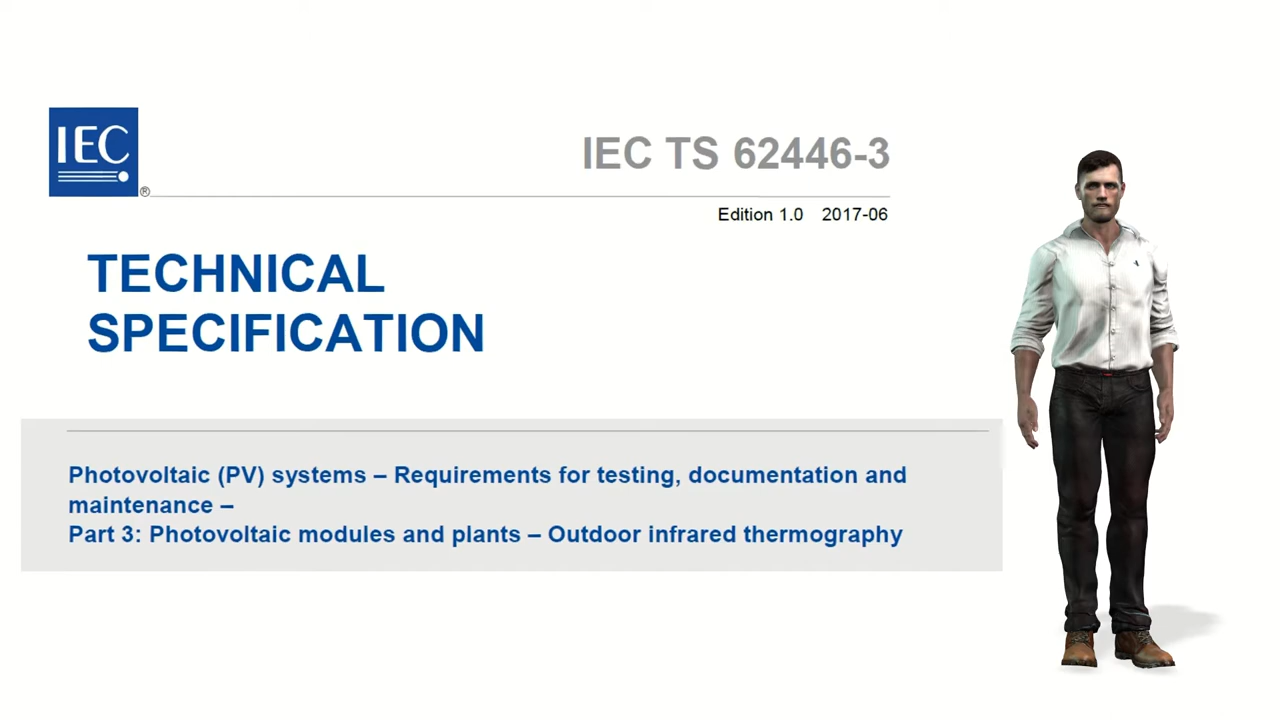 IEC
®
IEC TS 62446-3
Edition 1.0 2017-06
TECHNICAL
SPECIFICATION
Photovoltaic (PV) systems – Requirements for testing, documentation and
maintenance –
Part 3: Photovoltaic modules and plants – Outdoor infrared thermography